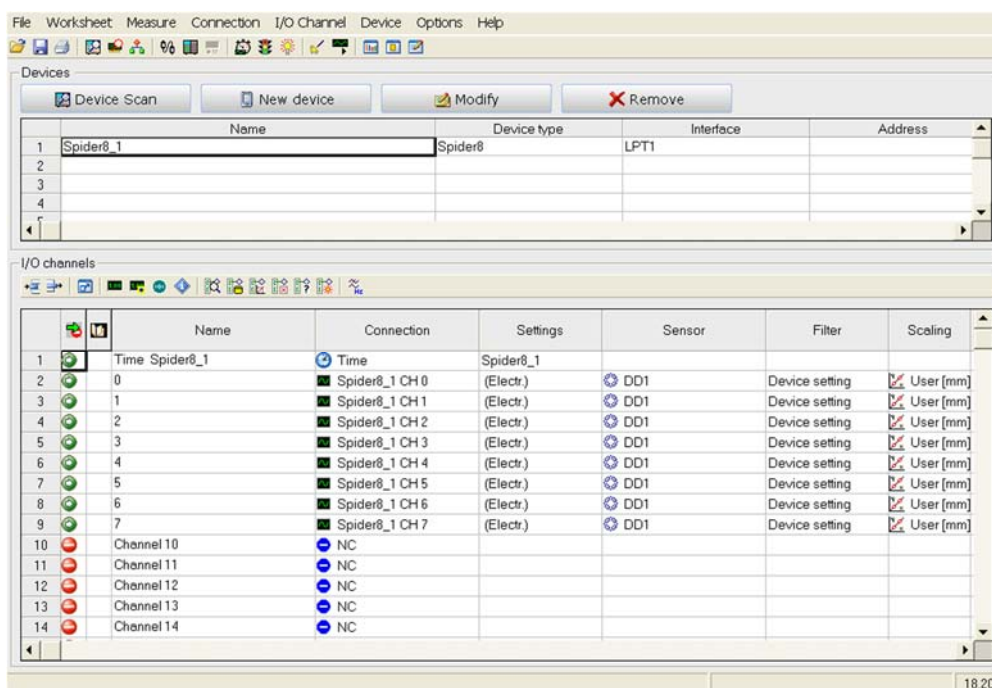 File Worksheet Measure Connection I/O Channel Device Options Help
Devices
Device Scan New device Modify Remove
Name Device type Interface Address
1 Spider8_1 Spider8 LPT1
2
3
4
I/O channels
Name Connection Settings Sensor Filter Scaling
1 Time Spider8_1 Time Spider8_1
2 0 Spider8_1 CH 0 (Electr.) DD1 Device setting User [mm]
3 1 Spider8_1 CH 1 (Electr.) DD1 Device setting User [mm]
4 2 Spider8_1 CH 2 (Electr.) DD1 Device setting User [mm]
5 3 Spider8_1 CH 3 (Electr.) DD1 Device setting User [mm]
6 4 Spider8_1 CH 4 (Electr.) DD1 Device setting User [mm]
7 5 Spider8_1 CH 5 (Electr.) DD1 Device setting User [mm]
8 6 Spider8_1 CH 6 (Electr.) DD1 Device setting User [mm]
9 7 Spider8_1 CH 7 (Electr.) DD1 Device setting User [mm]
10 Channel 10 NC
11 Channel 11 NC
12 Channel 12 NC
13 Channel 13 NC
14 Channel 14 NC
18.20